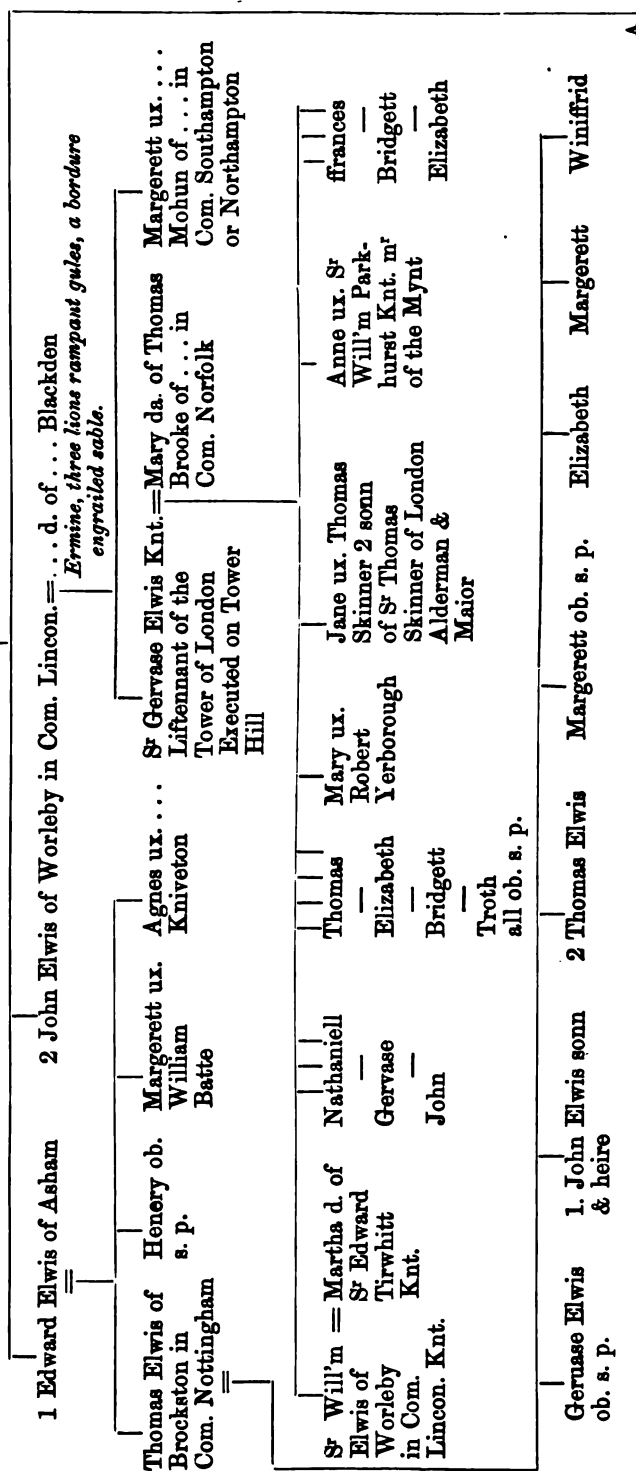 1 Edward Elwis of Asham
2 John Elwis of Worleby in Com. Lincon.=... d. of ... Blackden
Ermine, three lions rampant gules, a bordure
engrailed sable.
Thomas Elwis of
Brockston in
Com. Nottingham
Henery ob.
s. p.
Margerett ux.
William
Batte
Agnes ux. ....
Kniveton
Sr Gervase Elwis Knt.=Mary da. of Thomas
Liftennant of the
Tower of London
Executed on Tower
Hill
Brooke of ... in
Com. Norfolk
Margerett ux. ....
Mohun of ... in
Com. Southampton
or Northampton
Sr Will'm = Martha d. of
Elwis of
Worleby
in Com.
Lincon. Knt.
Sr Edward
Tirwhitt
Knt.
Nathaniell
—
Gervase
—
John
Thomas
—
Elizabeth
—
Bridgett
—
Troth
all ob. s. p.
Mary ux.
Robert
Yerborough
Jane ux. Thomas
Skinner 2 sonn
of Sr Thomas
Skinner of London
Alderman &
Maior
Anne ux. Sr
Will'm Park-
hurst Knt. mr
of the Mynt
ffrances
—
Bridgett
—
Elizabeth
Geruase Elwis
ob. s. p.
1. John Elwis sonn
& heire
2 Thomas Elwis
Margerett ob. s. p.
Elizabeth
Margerett
Winiffrid
A